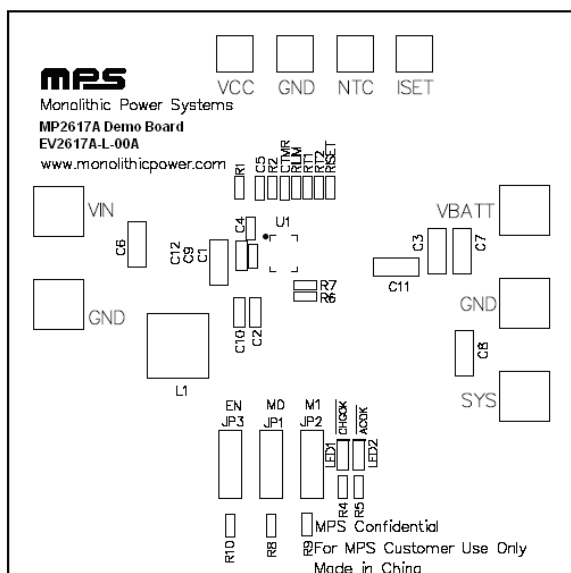 VCC GND NTC ISET
MPS
Monolithic Power Systems
MP2617A Demo Board
EV2617A-L-00A
www.monolithicpower.com
R1 C5 R2 CTMR RLIM RT1 RT2 RISET
VIN
VBATT
C4 U1
C6 C12 C9 C1
C3 C7
C11
R7
R6
GND
GND
C10 C2
C8
L1
SYS
EN M0 M1
JP3 JP1 JP2
CHGOK ACOK
LED1 LED2
R4 R5
R10 R8 R9
MPS Confidential
For MPS Customer Use Only
Made in China